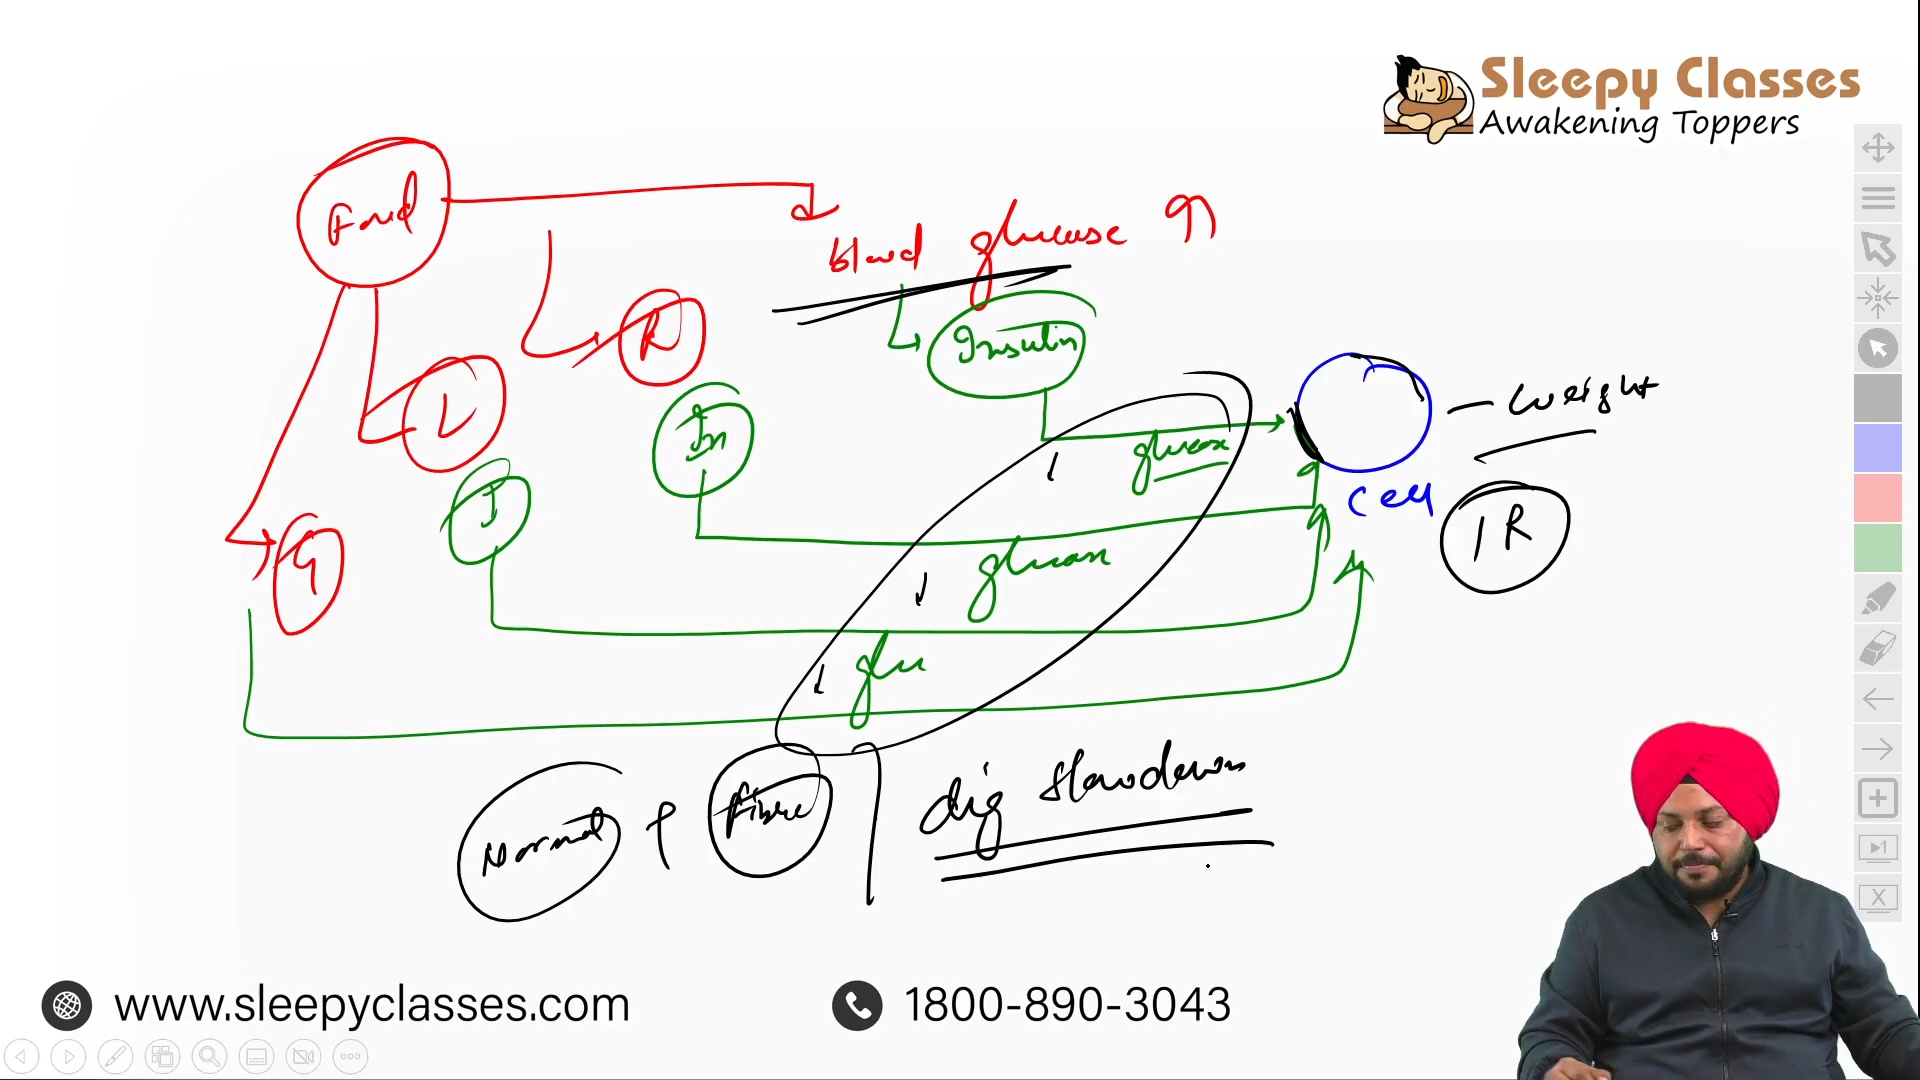 Sleepy Classes
Awakening Toppers
Food
blood glucose ↑
R
Insulin
L
In
glucose
Weight
I
Cell
IR
G
glucose
glu
Normal + fibre
dig slowdown
www.sleepyclasses.com
1800-890-3043